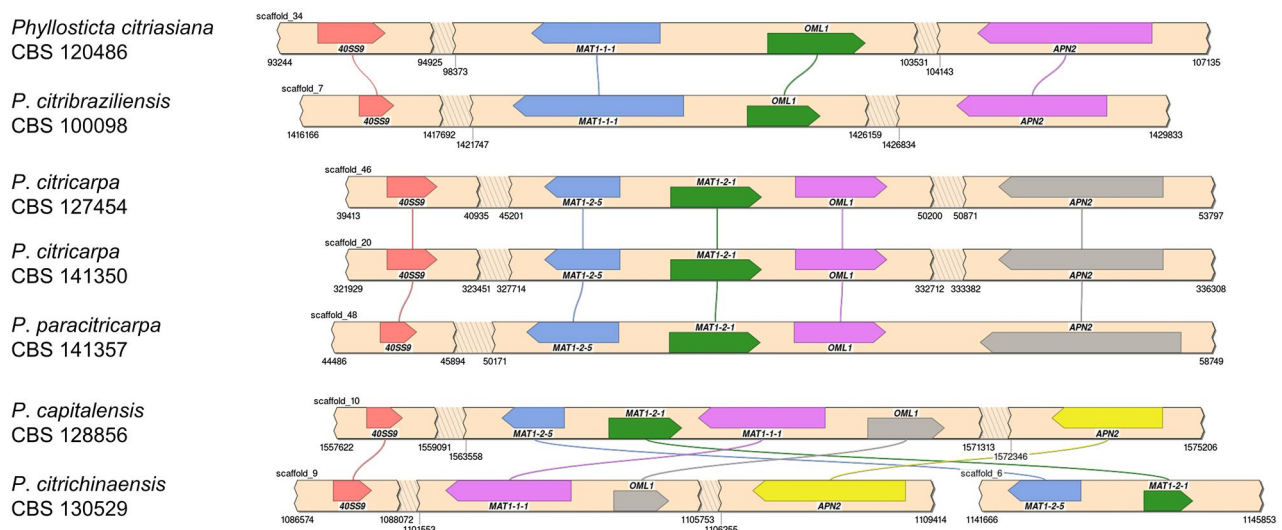 scaffold_34
Phyllosticta citriasiana
CBS 120486
40SS9 MAT1-1-1 OML1 APN2
93244 94925 98373 103531 104143 107135
scaffold_7
P. citribraziliensis
CBS 100098
40SS9 MAT1-1-1 OML1 APN2
1416166 1417692 1421747 1426159 1426834 1429833
scaffold_46
P. citricarpa
CBS 127454
40SS9 MAT1-2-5 MAT1-2-1 OML1 APN2
39413 40935 45201 50200 50871 53797
scaffold_20
P. citricarpa
CBS 141350
40SS9 MAT1-2-5 MAT1-2-1 OML1 APN2
321929 323451 327714 332712 333382 336308
scaffold_48
P. paracitricarpa
CBS 141357
40SS9 MAT1-2-5 MAT1-2-1 OML1 APN2
44486 45894 50171 58749
scaffold_10
P. capitalensis
CBS 128856
40SS9 MAT1-2-5 MAT1-2-1 MAT1-1-1 OML1 APN2
1557622 1559091 1563558 1571313 1572346 1575206
scaffold_9 scaffold_6
P. citrichinaensis
CBS 130529
40SS9 MAT1-1-1 OML1 APN2 MAT1-2-5 MAT1-2-1
1086574 1088072 1105753 1109414 1141666 1145853